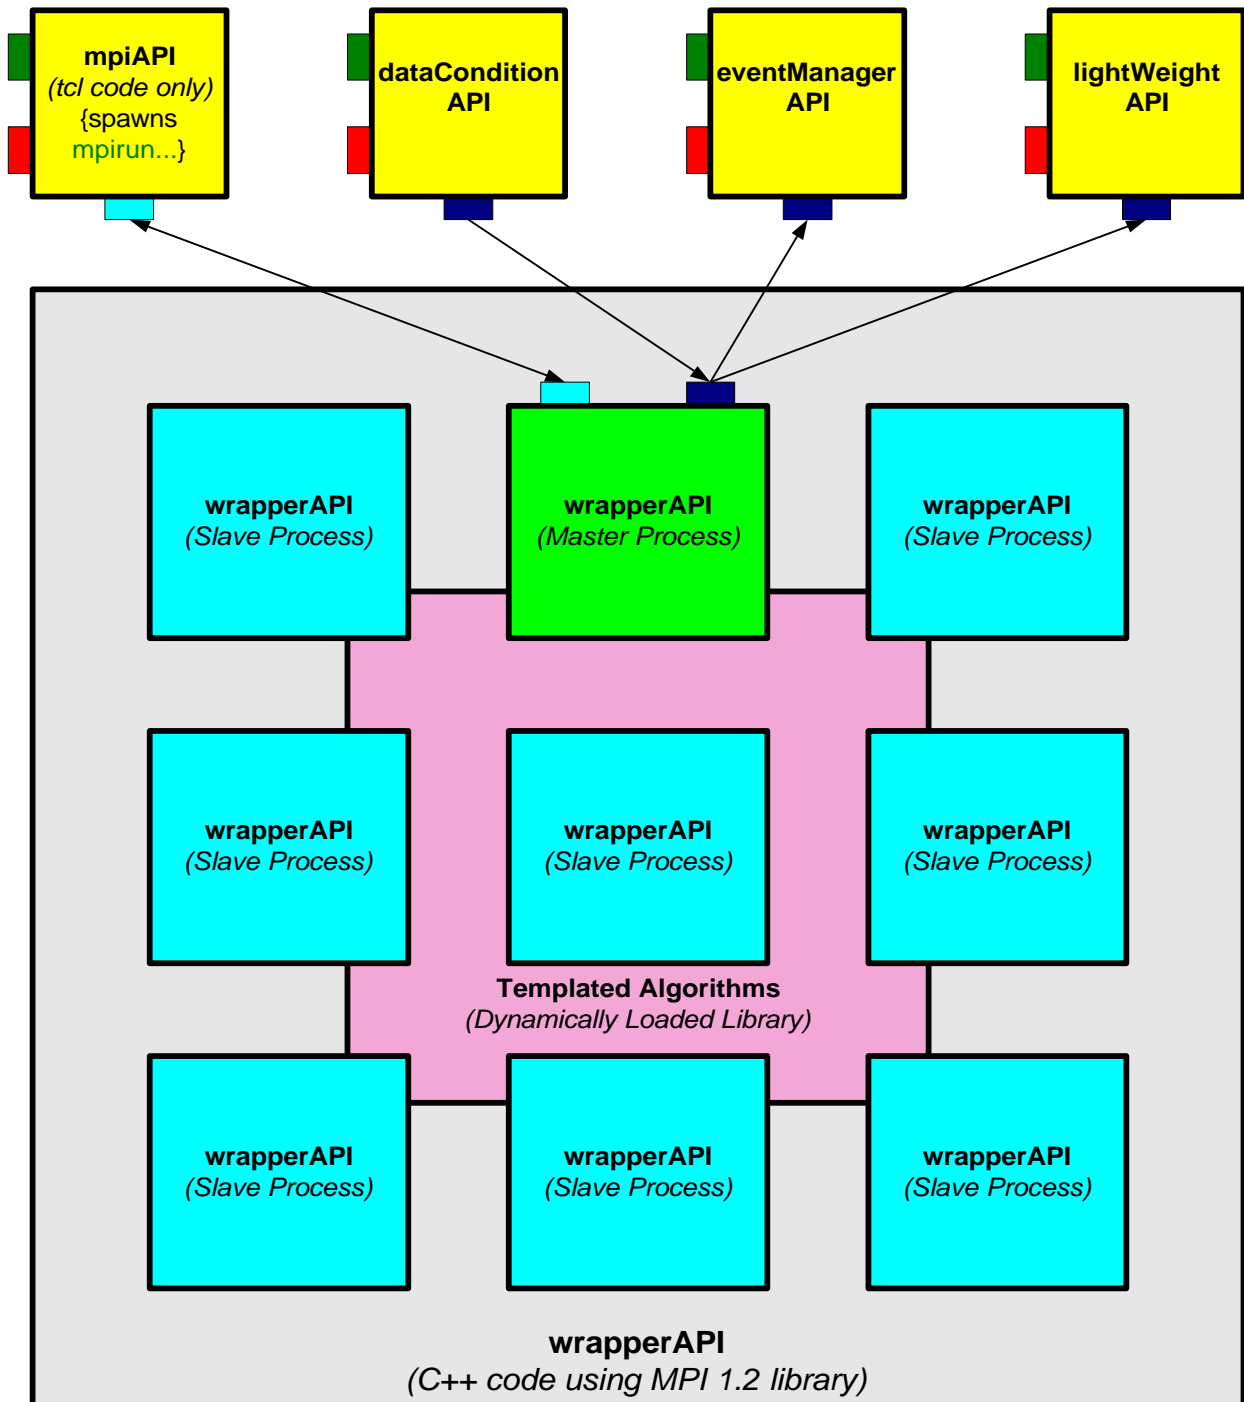 mpiAPI
(tcl code only)
{spawns
mpirun...}
dataCondition
API
eventManager
API
lightWeight
API
wrapperAPI
(Slave Process)
wrapperAPI
(Master Process)
wrapperAPI
(Slave Process)
wrapperAPI
(Slave Process)
wrapperAPI
(Slave Process)
wrapperAPI
(Slave Process)
Templated Algorithms
(Dynamically Loaded Library)
wrapperAPI
(Slave Process)
wrapperAPI
(Slave Process)
wrapperAPI
(Slave Process)
wrapperAPI
(C++ code using MPI 1.2 library)